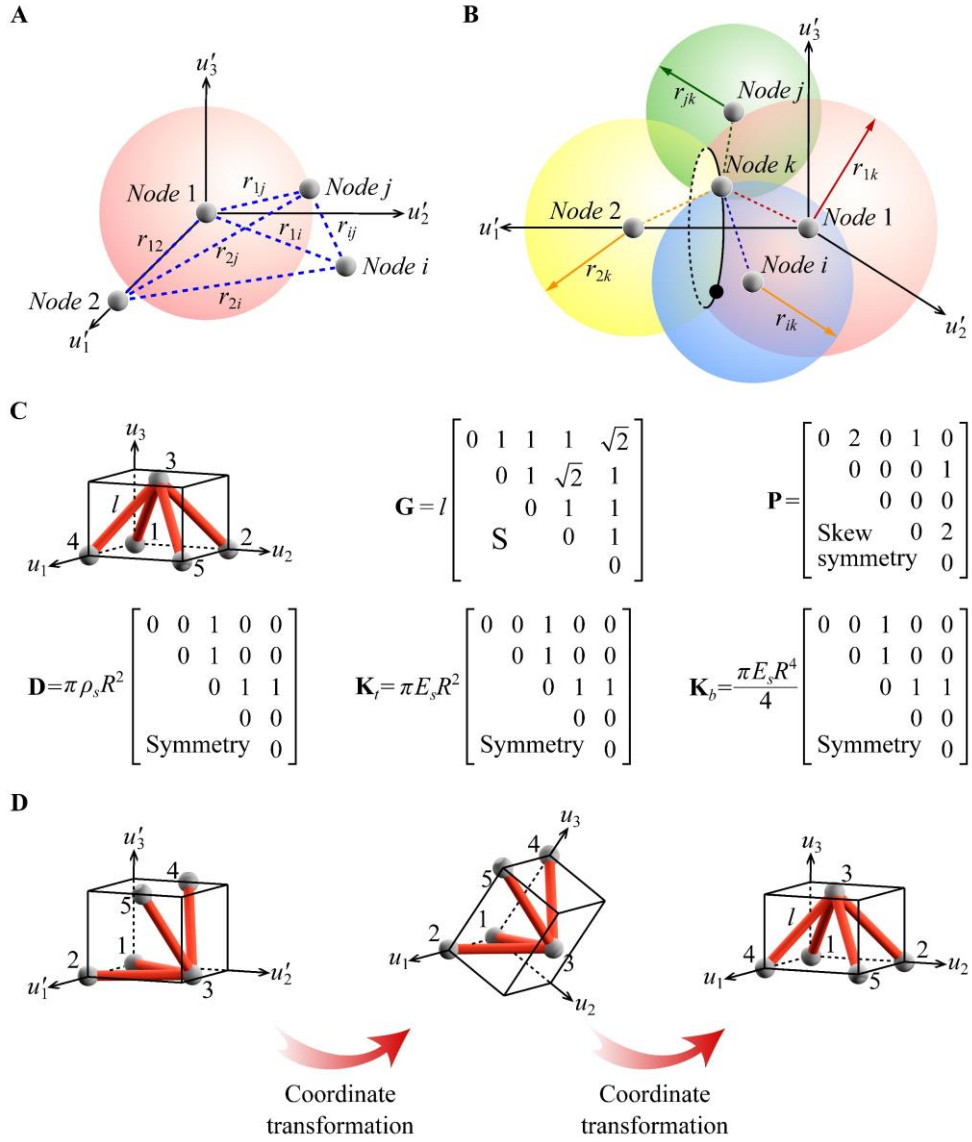 A
u′3
Node 1
r1j
Node j
u′2
r12
r1i
rij
r2j
Node i
Node 2
r2i
u′1
B
u′3
Node j
rjk
Node k
r1k
Node 2
Node 1
u′1
r2k
Node i
rik
u′2
C
u3
3
l
1
2
4
u1
5
u2
G = l
0 1 1 1 √2
0 1 √2 1
0 1 1
S 0 1
0
P =
0 2 0 1 0
0 0 0 1
0 0 0
Skew 0 2
symmetry 0
D = πρsR²
0 0 1 0 0
0 1 0 0
0 1 1
0 0
Symmetry 0
Kt = πEsR²
0 0 1 0 0
0 1 0 0
0 1 1
0 0
Symmetry 0
Kb = πEsR⁴
4
0 0 1 0 0
0 1 0 0
0 1 1
0 0
Symmetry 0
D
u′3
4
5
1
2
u′1
3
u′2
u3
4
5
1
2
u1
3
u2
u3
3
l
1
2
4
u1
5
u2
Coordinate
transformation
Coordinate
transformation